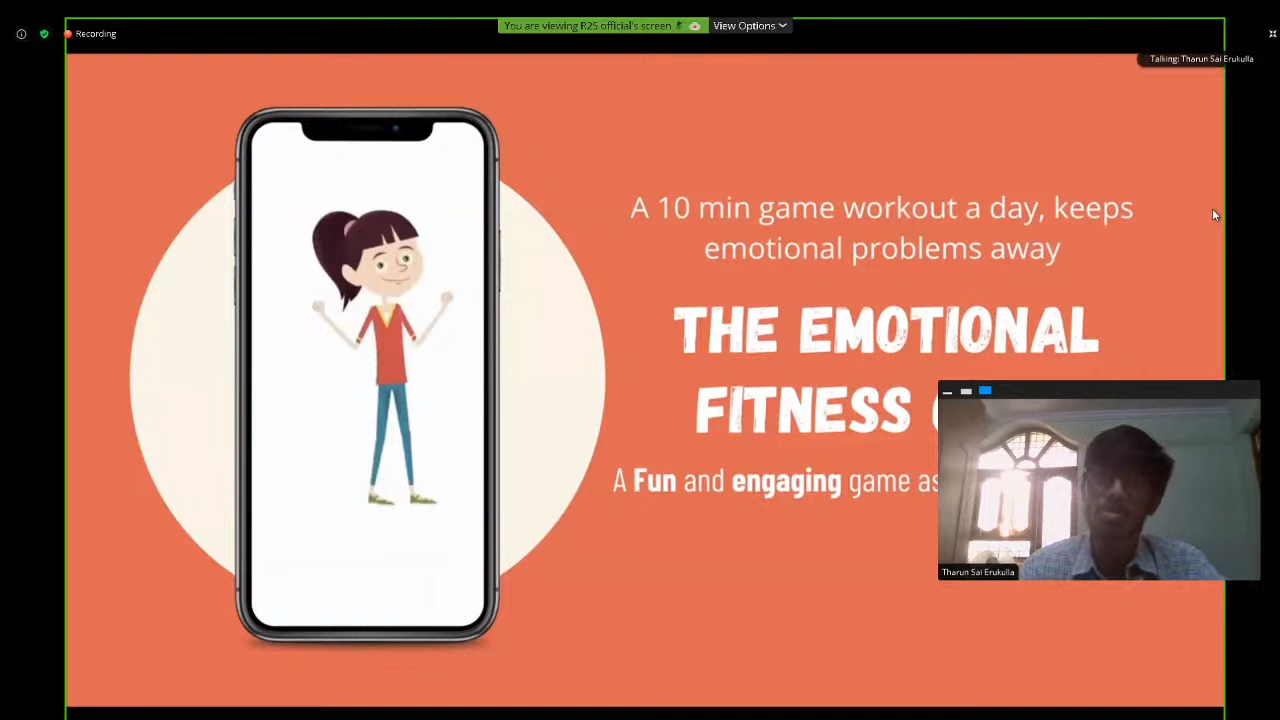 You are viewing R2S official's screen
View Options
Recording
Talking: Tharun Sai Erukulla
A 10 min game workout a day, keeps
emotional problems away
THE EMOTIONAL
FITNESS
A Fun and engaging game as
Tharun Sai Erukulla